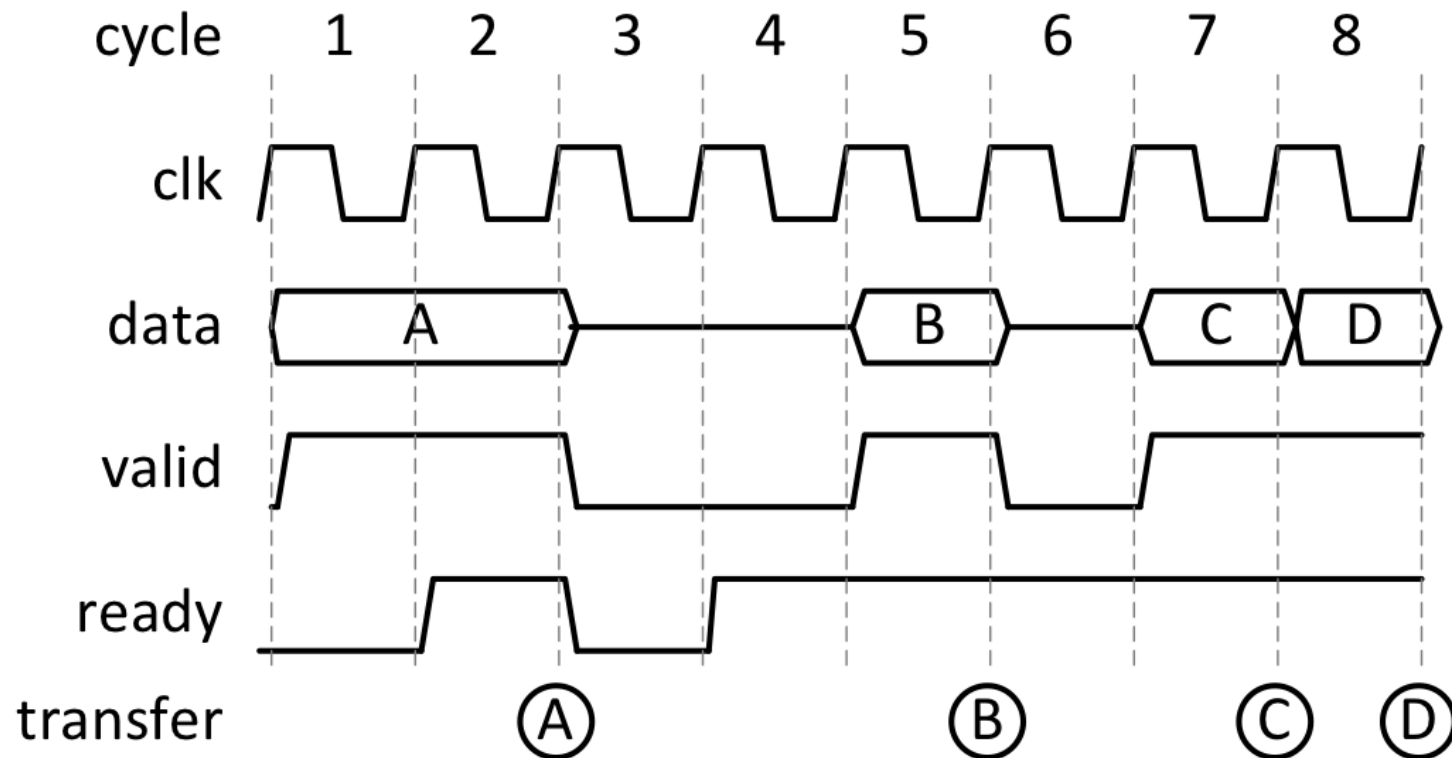 cycle 1 2 3 4 5 6 7 8
clk
data A B C D
valid
ready
transfer A B C D